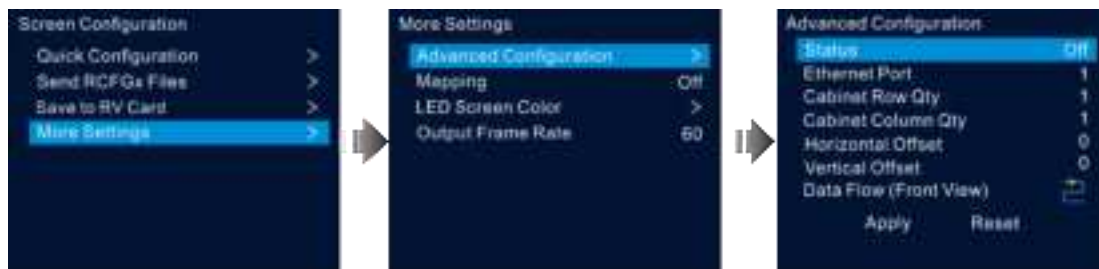 Screen Configuration
Quick Configuration >
Send RCFGx Files >
Save to RV Card >
More Settings >
More Settings
Advanced Configuration >
Mapping Off
LED Screen Color >
Output Frame Rate 60
Advanced Configuration
Status Off
Ethernet Port 1
Cabinet Row Qty 1
Cabinet Column Qty 1
Horizontal Offset 0
Vertical Offset 0
Data Flow (Front View)
Apply Reset